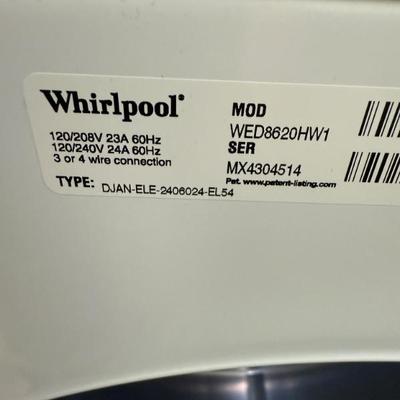 Whirlpool
120/208V 23A 60Hz
120/240V 24A 60Hz
3 or 4 wire connection
TYPE: DJAN-ELE-2406024-EL54
MOD
WED8620HW1
SER
MX4304514
Pat. www.patent-listing.com